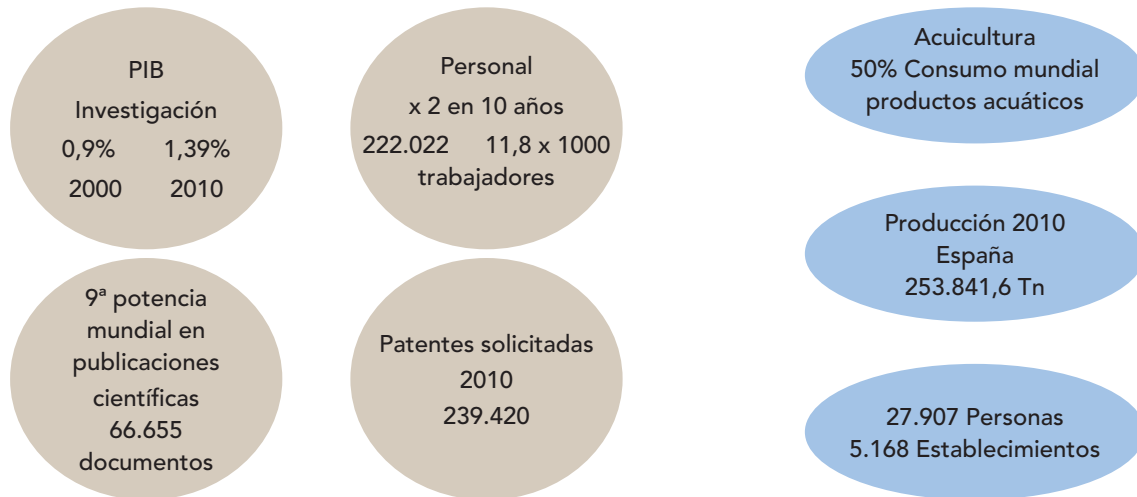 PIB
Investigación
0,9% 1,39%
2000 2010
Personal
x 2 en 10 años
222.022 11,8 x 1000
trabajadores
9ª potencia
mundial en
publicaciones
científicas
66.655
documentos
Patentes solicitadas
2010
239.420
Acuicultura
50% Consumo mundial
productos acuáticos
Producción 2010
España
253.841,6 Tn
27.907 Personas
5.168 Establecimientos